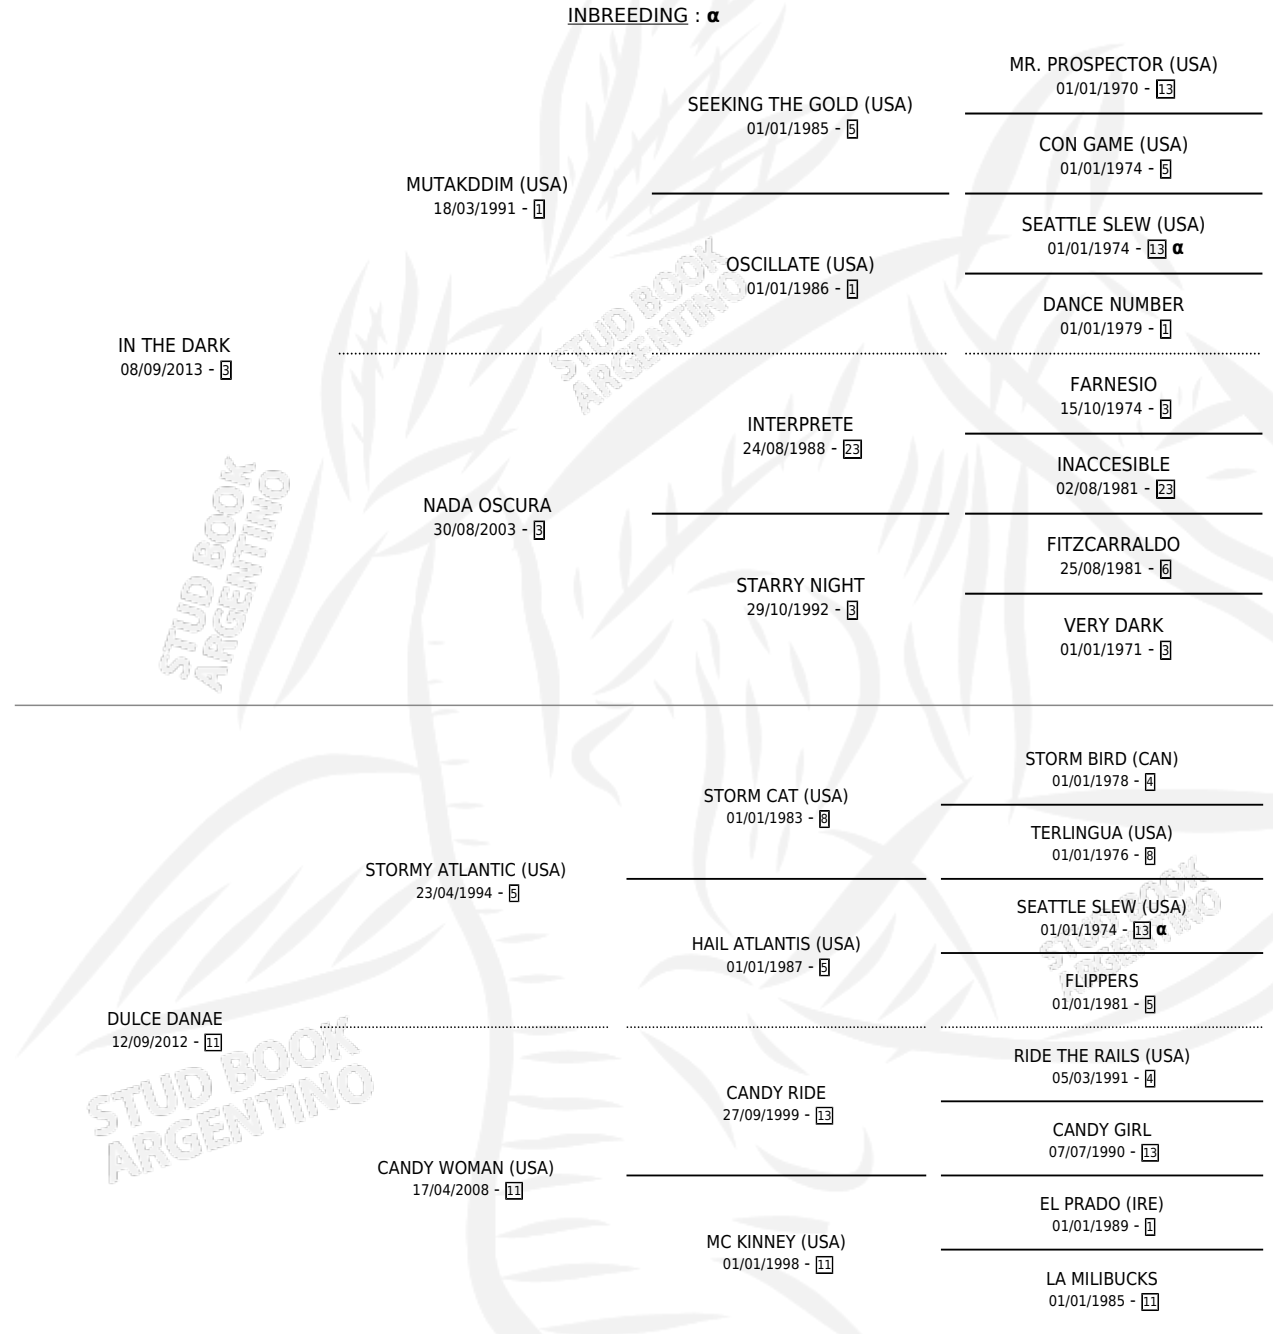 INBREEDING : α
MR. PROSPECTOR (USA)
01/01/1970 - 13
SEEKING THE GOLD (USA)
01/01/1985 - 5
CON GAME (USA)
01/01/1974 - 5
MUTAKDDIM (USA)
18/03/1991 - 1
SEATTLE SLEW (USA)
01/01/1974 - 13 α
OSCILLATE (USA)
01/01/1986 - 1
DANCE NUMBER
01/01/1979 - 1
IN THE DARK
08/09/2013 - 3
FARNESIO
15/10/1974 - 3
INTERPRETE
24/08/1988 - 23
INACCESIBLE
02/08/1981 - 23
NADA OSCURA
30/08/2003 - 3
FITZCARRALDO
25/08/1981 - 6
STARRY NIGHT
29/10/1992 - 3
VERY DARK
01/01/1971 - 3
STORM BIRD (CAN)
01/01/1978 - 4
STORM CAT (USA)
01/01/1983 - 8
TERLINGUA (USA)
01/01/1976 - 8
STORMY ATLANTIC (USA)
23/04/1994 - 5
SEATTLE SLEW (USA)
01/01/1974 - 13 α
HAIL ATLANTIS (USA)
01/01/1987 - 5
FLIPPERS
01/01/1981 - 5
DULCE DANAE
12/09/2012 - 11
RIDE THE RAILS (USA)
05/03/1991 - 4
CANDY RIDE
27/09/1999 - 13
CANDY GIRL
07/07/1990 - 13
CANDY WOMAN (USA)
17/04/2008 - 11
EL PRADO (IRE)
01/01/1989 - 1
MC KINNEY (USA)
01/01/1998 - 11
LA MILIBUCKS
01/01/1985 - 11
STUD BOOK
ARGENTINO
STUD BOOK
ARGENTINO
STUD BOOK
ARGENTINO
STUD BOOK
ARGENTINO